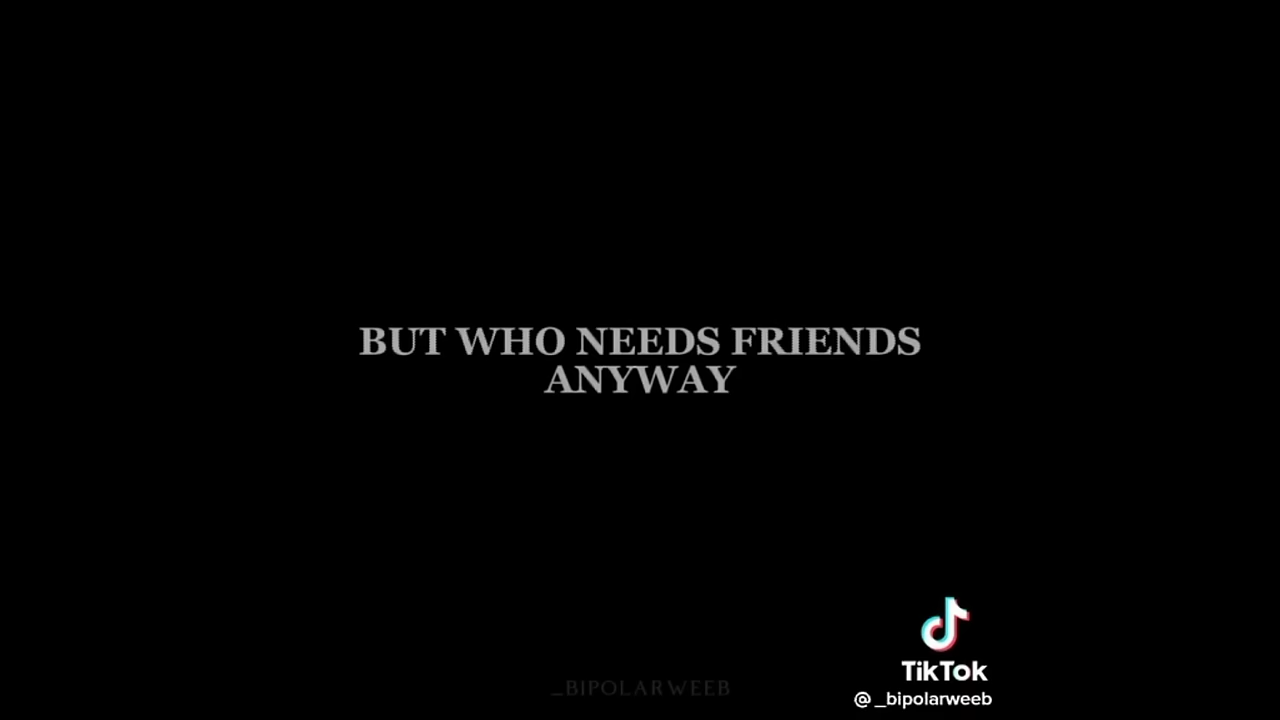 BUT WHO NEEDS FRIENDS
ANYWAY
TikTok
_BIPOLARWEEB
@_bipolarweeb